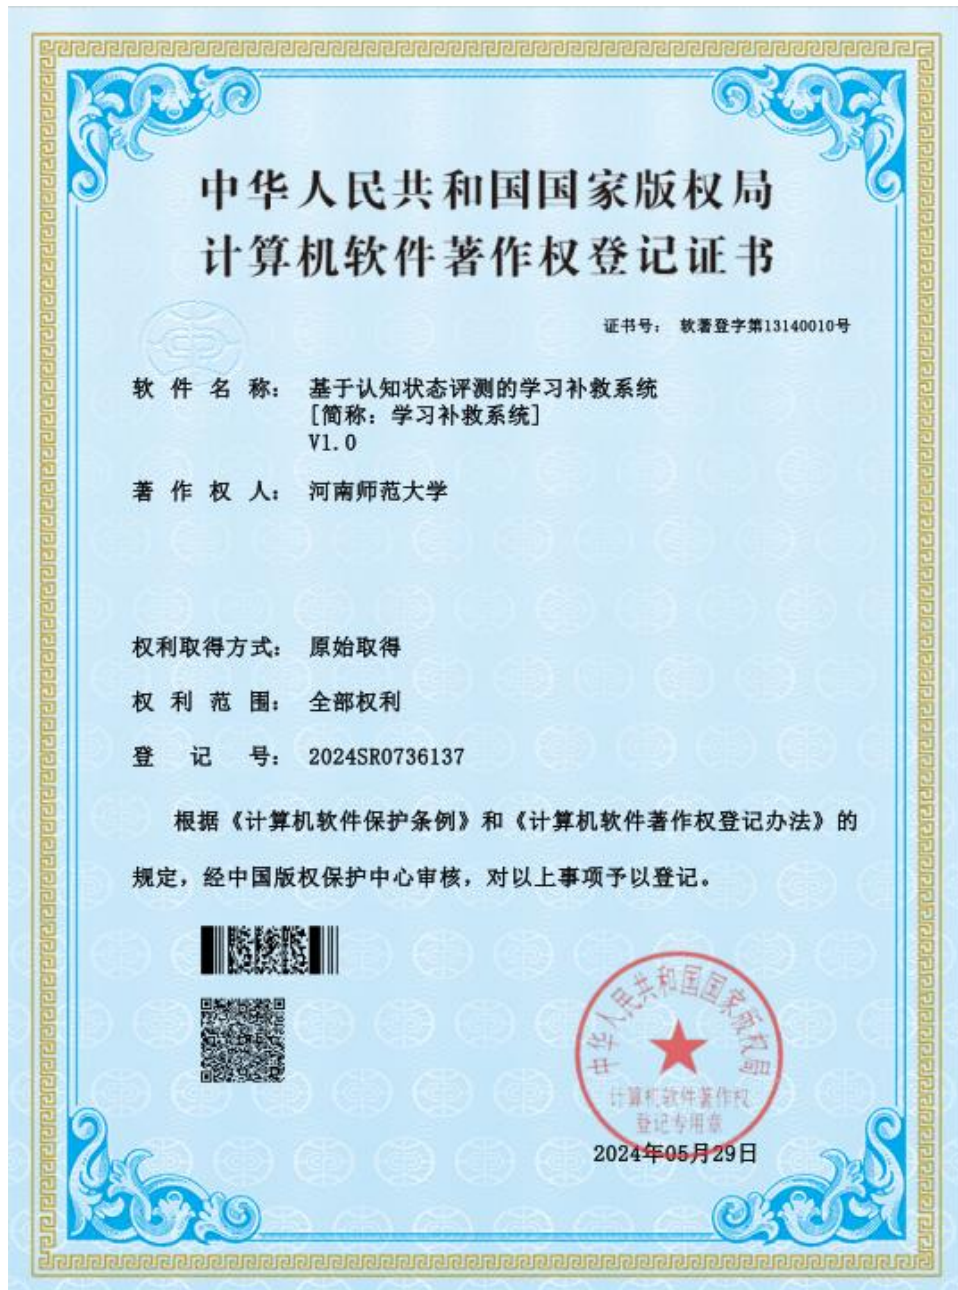 中华人民共和国国家版权局
计算机软件著作权登记证书
证书号： 软著登字第13140010号
软件名称： 基于认知状态评测的学习补救系统
[简称：学习补救系统]
V1.0
著作权人： 河南师范大学
权利取得方式： 原始取得
权利范围： 全部权利
登记号： 2024SR0736137
根据《计算机软件保护条例》和《计算机软件著作权登记办法》的
规定，经中国版权保护中心审核，对以上事项予以登记。
中华人民共和国国家版权局
计算机软件著作权
登记专用章
2024年05月29日